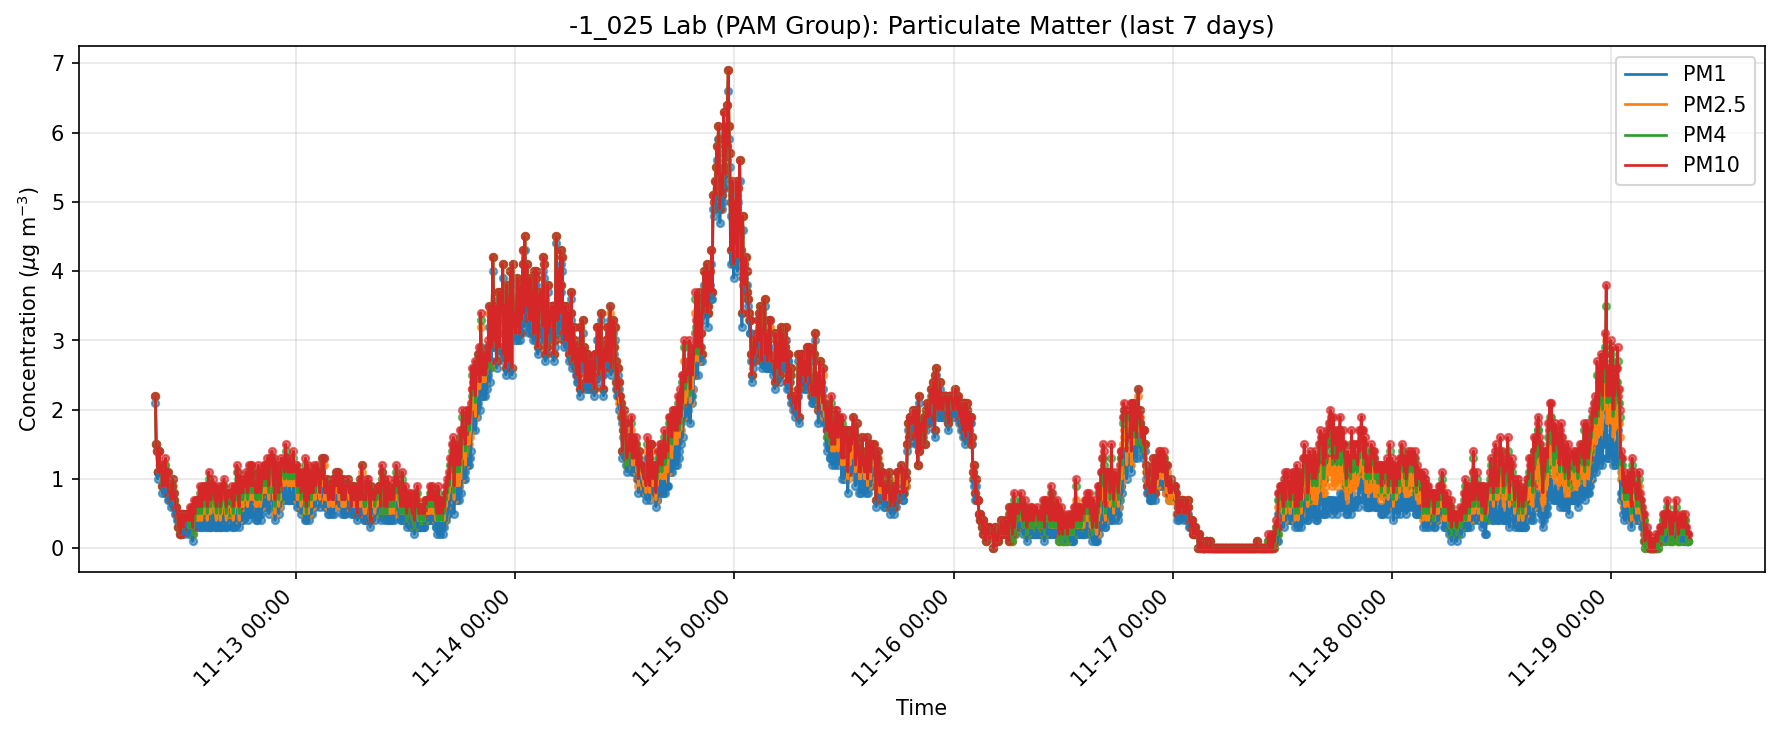 -1_025 Lab (PAM Group): Particulate Matter (last 7 days)
Concentration (μg m⁻³)
7
6
5
4
3
2
1
0
PM1
PM2.5
PM4
PM10
11-13 00:00
11-14 00:00
11-15 00:00
11-16 00:00
11-17 00:00
11-18 00:00
11-19 00:00
Time